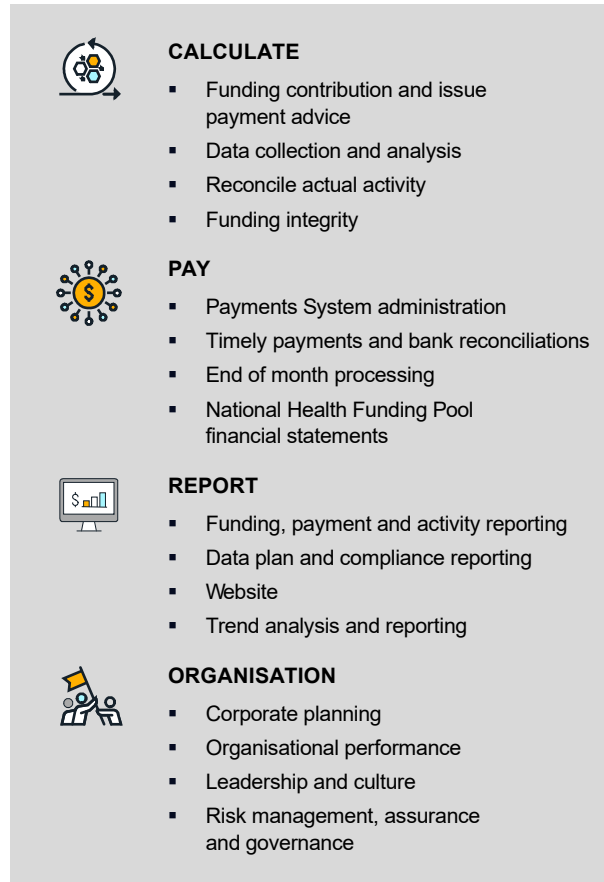 CALCULATE
▪ Funding contribution and issue
payment advice
▪ Data collection and analysis
▪ Reconcile actual activity
▪ Funding integrity
$
PAY
▪ Payments System administration
▪ Timely payments and bank reconciliations
▪ End of month processing
▪ National Health Funding Pool
financial statements
$
REPORT
▪ Funding, payment and activity reporting
▪ Data plan and compliance reporting
▪ Website
▪ Trend analysis and reporting
ORGANISATION
▪ Corporate planning
▪ Organisational performance
▪ Leadership and culture
▪ Risk management, assurance
and governance